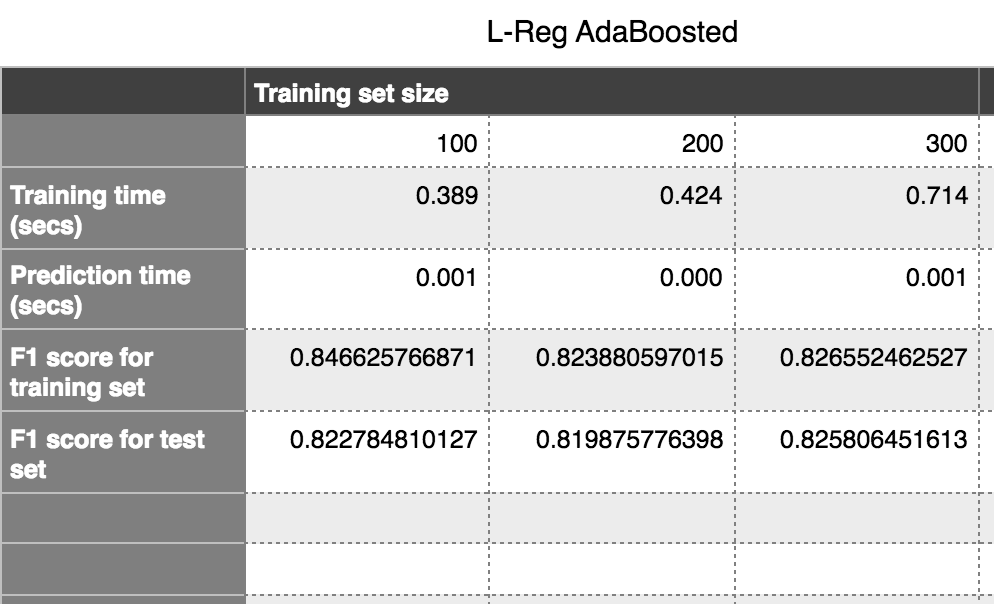 L-Reg AdaBoosted
Training set size
100 200 300
Training time
(secs)
0.389 0.424 0.714
Prediction time
(secs)
0.001 0.000 0.001
F1 score for
training set
0.846625766871 0.823880597015 0.826552462527
F1 score for test
set
0.822784810127 0.819875776398 0.825806451613